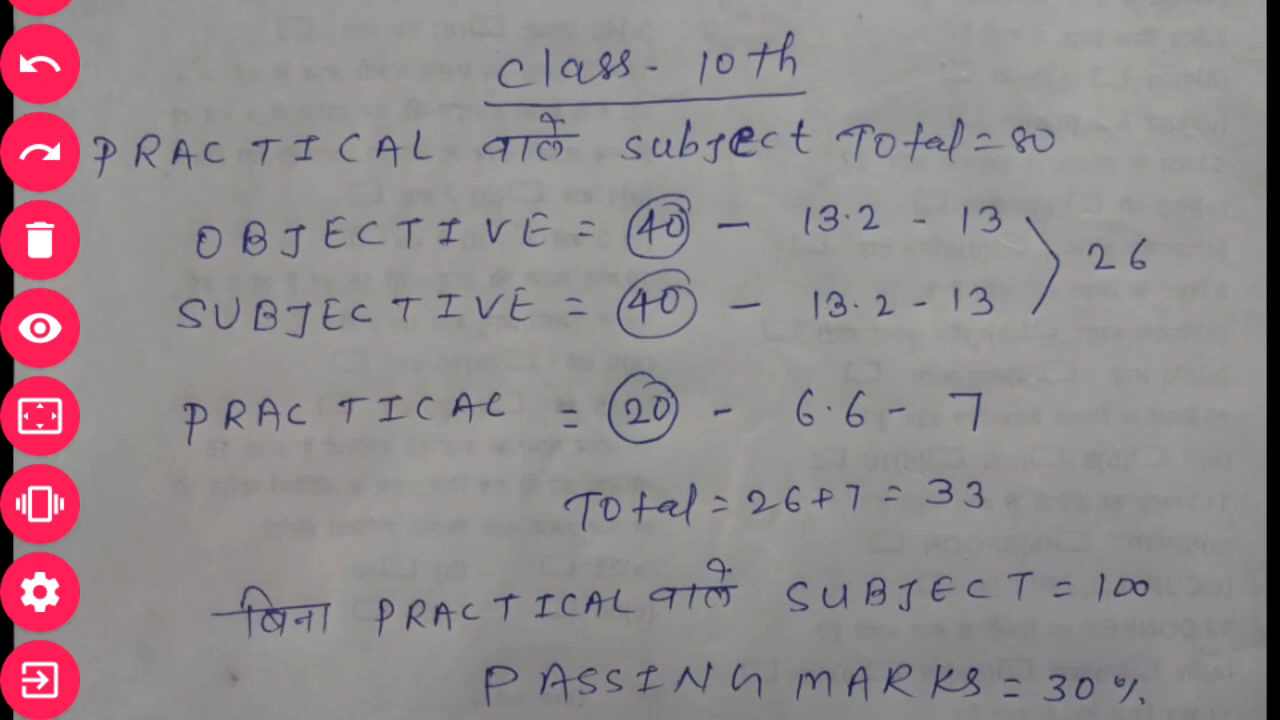 Class - 10th
PRACTICAL वाले subject Total = 80
OBJECTIVE = 40 - 13.2 - 13
26
SUBJECTIVE = 40 - 13.2 - 13
PRACTICAL = 20 - 6.6 - 7
Total = 26+7 = 33
बिना PRACTICAL वाले SUBJECT = 100
PASSING MARKS = 30%